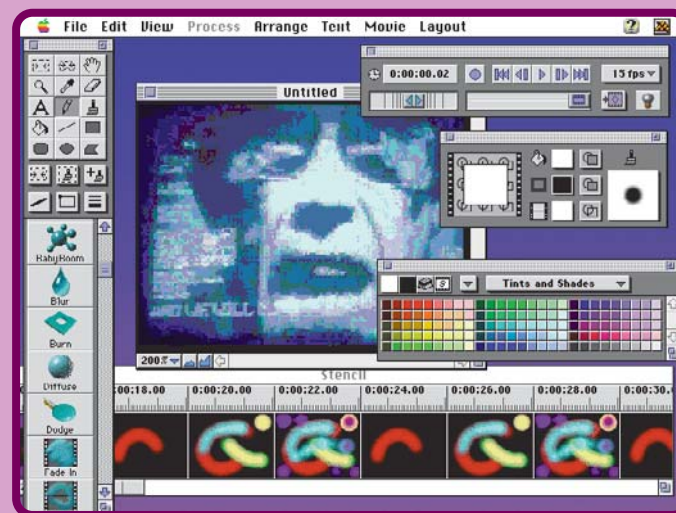 File Edit View Process Arrange Text Movie Layout
0:00:00.02
15 fps
Untitled
A
S
Tints and Shades
BabyBoom
Blur
Burn
Diffuse
Dodge
Fade In
200%
Stencil
:00:18.00 0:00:20.00 0:00:22.00 0:00:24.00 0:00:26.00 0:00:28.00 0:00:30.